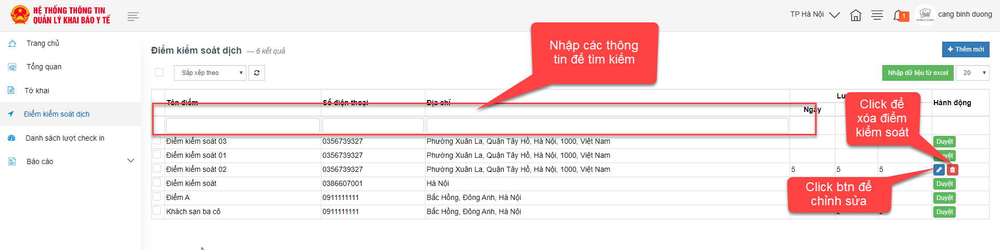 HỆ THỐNG THÔNG TIN
QUẢN LÝ KHAI BÁO Y TẾ
TP Hà Nội
1
KHÔNG CÓ ẢNH
cang binh duong
Trang chủ
Tổng quan
Tờ khai
Điểm kiểm soát dịch
Danh sách lượt check in
Báo cáo
Điểm kiểm soát dịch — 6 kết quả
Nhập các thông
tin để tìm kiếm
+ Thêm mới
Sắp xếp theo
Nhập dữ liệu từ excel
20
Tên điểm Số điện thoại Địa chỉ Hành động
Ngày
Click để
xóa điểm
kiểm soát
Điểm kiểm soát 03 0356739327 Phường Xuân La, Quận Tây Hồ, Hà Nội, 1000, Việt Nam Duyệt
Điểm kiểm soát 01 0356739327 Phường Xuân La, Quận Tây Hồ, Hà Nội, 1000, Việt Nam Duyệt
Điểm kiểm soát 02 0356739327 Phường Xuân La, Quận Tây Hồ, Hà Nội, 1000, Việt Nam 5 5 5
Điểm kiểm soát 0386607001 Hà Nội Duyệt
Điểm A 0911111111 Bắc Hồng, Đông Anh, Hà Nội Duyệt
Khách sạn ba cô 0911111111 Bắc Hồng, Đông Anh, Hà Nội 2 2 Duyệt
Click btn để
chỉnh sửa